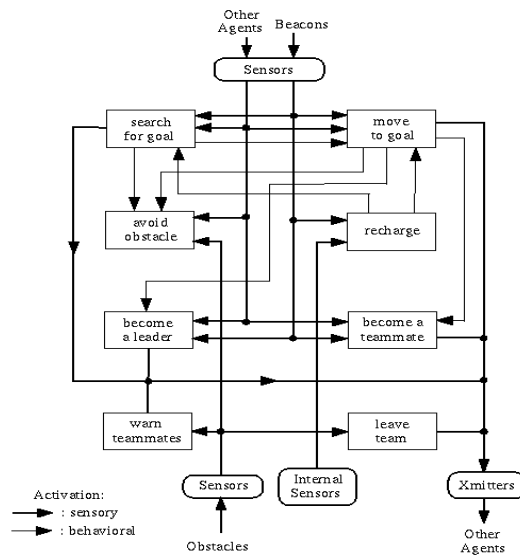 Other
Agents
Beacons
Sensors
search
for goal
move
to goal
avoid
obstacle
recharge
become
a leader
become a
teammate
warn
teammates
leave
team
Sensors
Internal
Sensors
Xmitters
Activation:
: sensory
: behavioral
Obstacles
Other
Agents